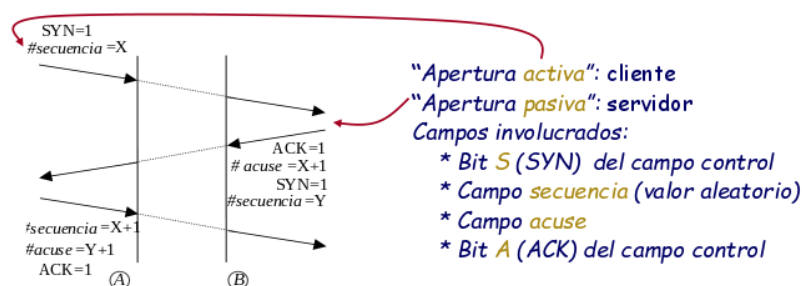 SYN=1
#secuencia =X
ACK=1
# acuse =X+1
SYN=1
#secuencia =Y
#secuencia =X+1
#acuse =Y+1
ACK=1
(A)
(B)
“Apertura activa”: cliente
“Apertura pasiva”: servidor
Campos involucrados:
* Bit S (SYN) del campo control
* Campo secuencia (valor aleatorio)
* Campo acuse
* Bit A (ACK) del campo control